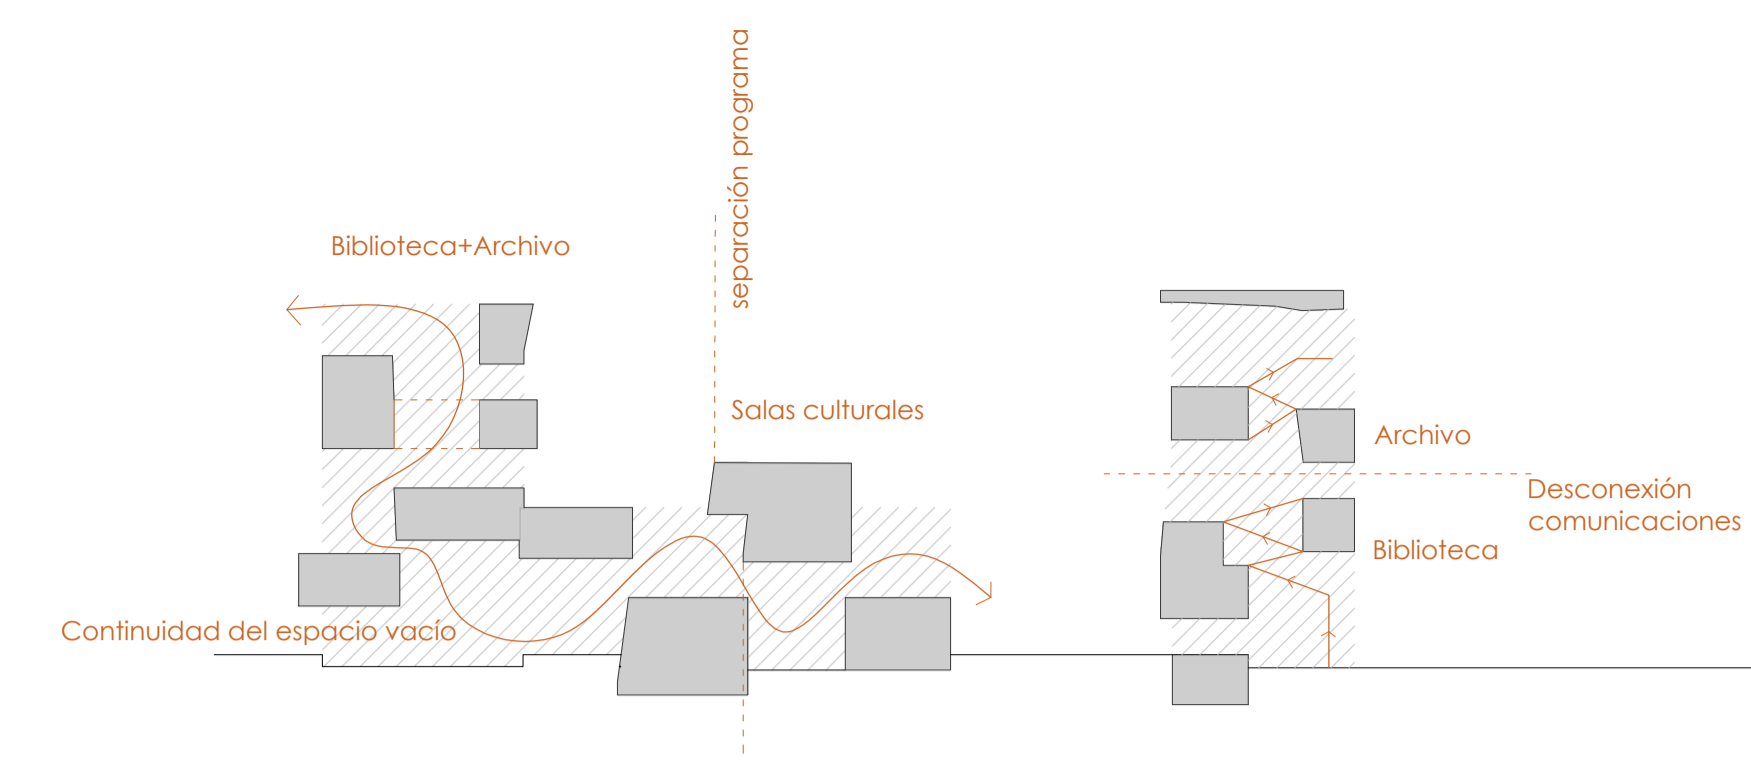 separación programa
Biblioteca+Archivo
Salas culturales
Archivo
Desconexión
comunicaciones
Biblioteca
Continuidad del espacio vacío